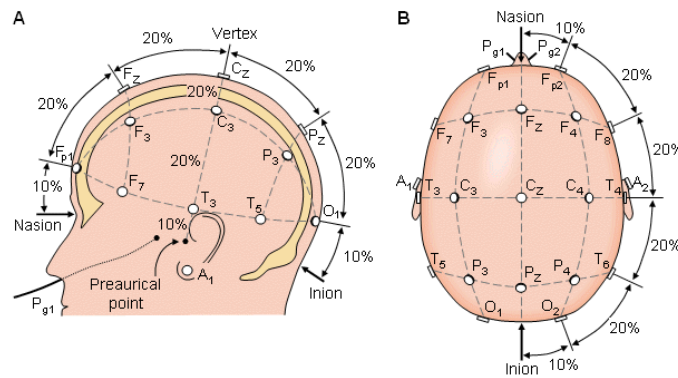 A
20%
Vertex
20%
FZ
CZ
20%
20%
20%
F3
C3
PZ
Fp1
20%
P3
20%
10%
F7
T3
T5
O1
Nasion
10%
10%
A1
Preaurical
point
Inion
Pg1
B
Nasion
10%
Pg1
Pg2
20%
Fp1
Fp2
F7
F3
FZ
F4
F8
20%
A1
T3
C3
CZ
C4
T4
A2
20%
T5
P3
PZ
P4
T6
O1
O2
20%
Inion
10%